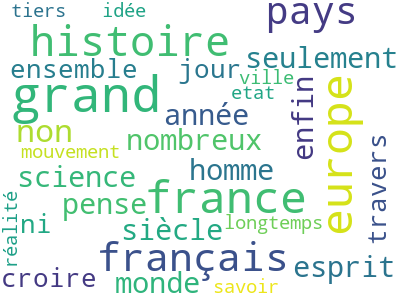 tiers idée pays
histoire
ensemble jour seulement
ville
grand etat
année enfin europe
non nombreux travers
mouvement homme
science
pense france
réalité ni siècle longtemps
français esprit
croire monde savoir